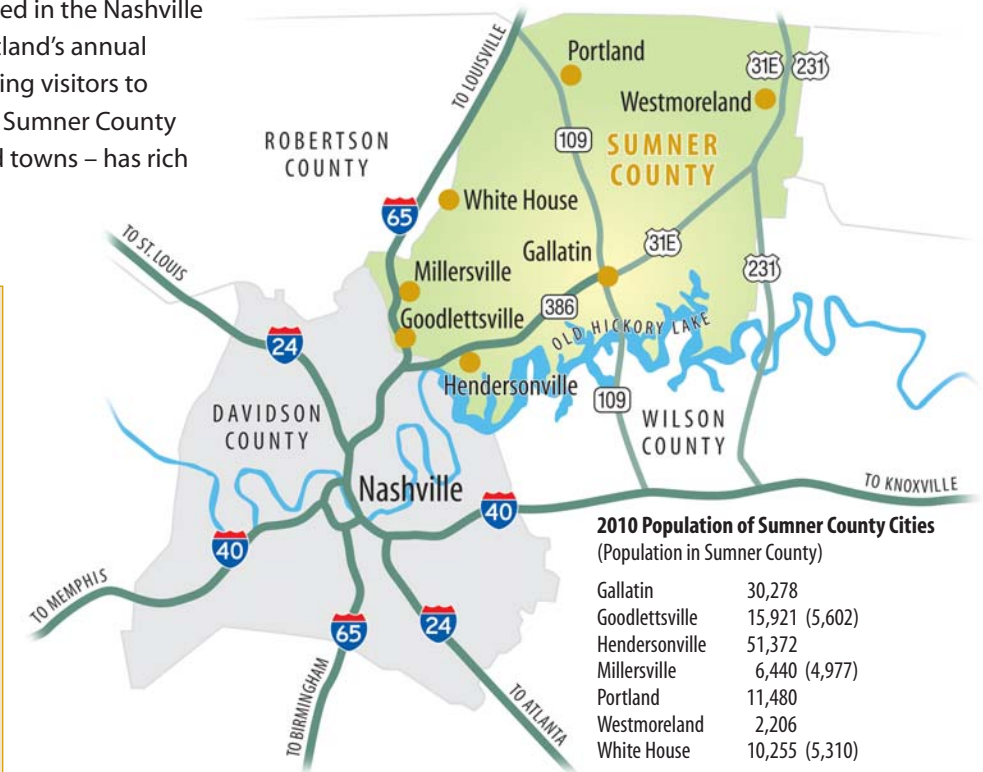 ed in the Nashville
tland's annual
ing visitors to
Sumner County
d towns – has rich
TO LOUISVILLE
Portland
31E
231
Westmoreland
109
SUMNER
COUNTY
ROBERTSON
COUNTY
White House
65
TO ST. LOUIS
Gallatin
31E
Millersville
231
386
Goodlettsville
OLD HICKORY LAKE
24
Hendersonville
109
DAVIDSON
COUNTY
WILSON
COUNTY
Nashville
TO KNOXVILLE
40
40
TO MEMPHIS
65
24
TO BIRMINGHAM
TO ATLANTA
2010 Population of Sumner County Cities
(Population in Sumner County)
Gallatin 30,278
Goodlettsville 15,921 (5,602)
Hendersonville 51,372
Millersville 6,440 (4,977)
Portland 11,480
Westmoreland 2,206
White House 10,255 (5,310)